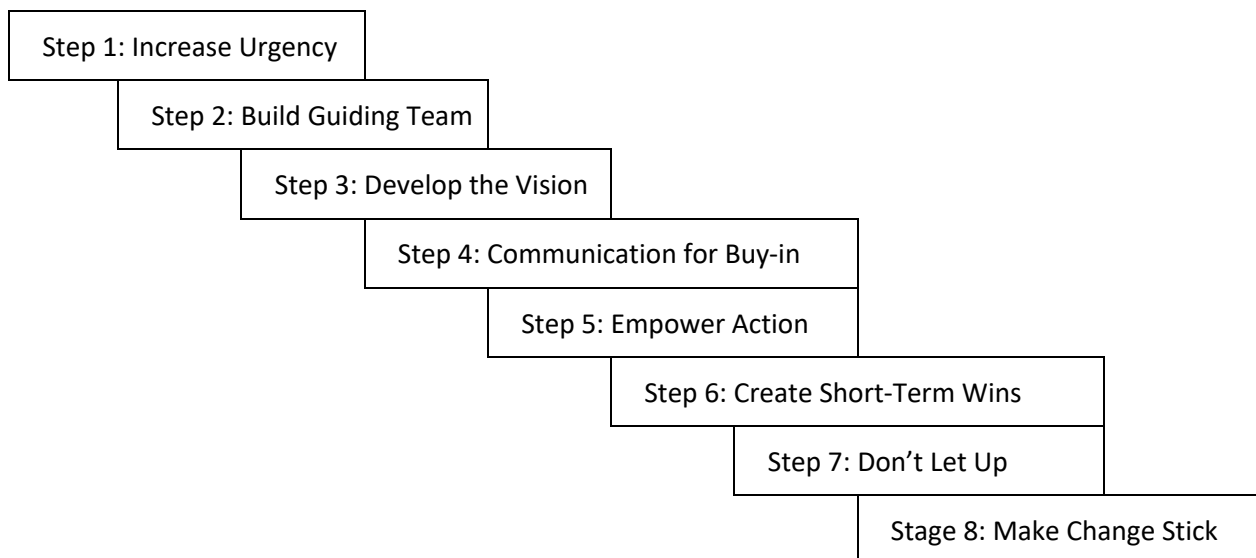 Step 1: Increase Urgency
Step 2: Build Guiding Team
Step 3: Develop the Vision
Step 4: Communication for Buy-in
Step 5: Empower Action
Step 6: Create Short-Term Wins
Step 7: Don’t Let Up
Stage 8: Make Change Stick